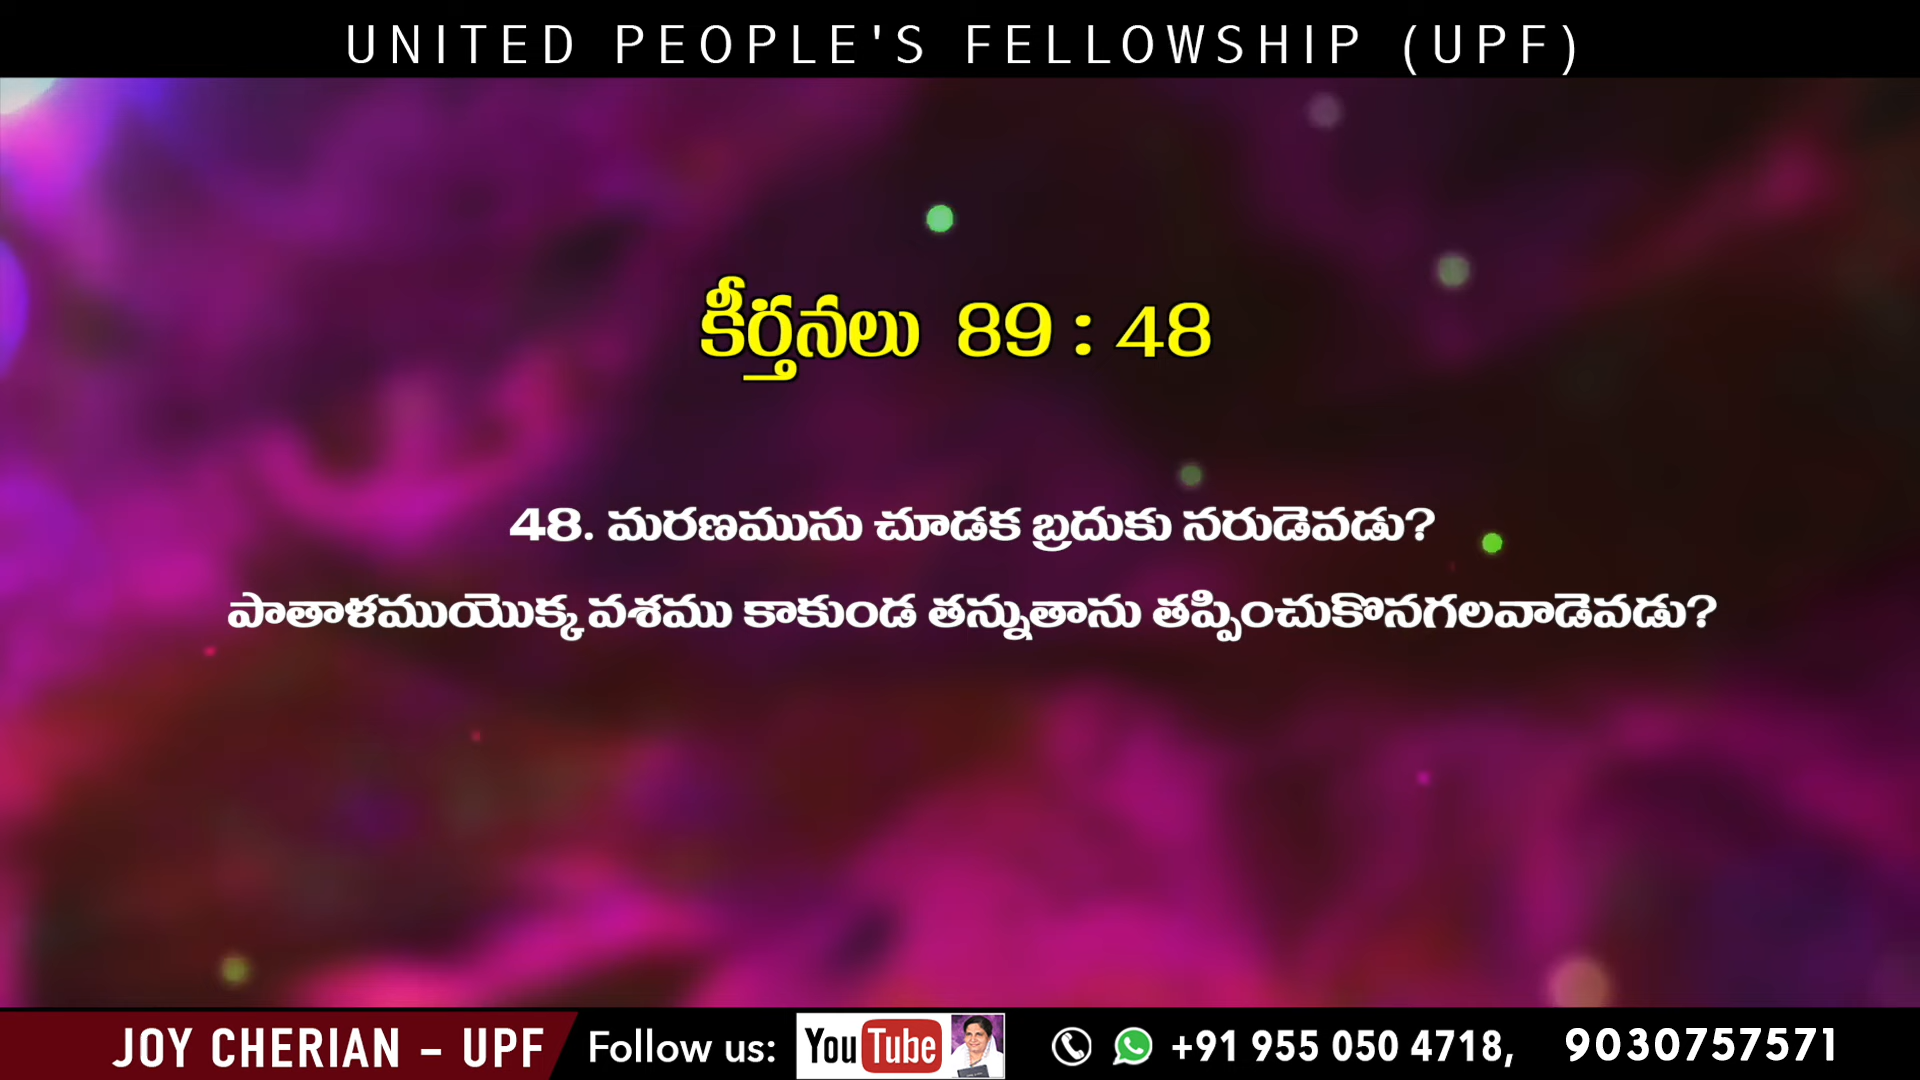 UNITED PEOPLE'S FELLOWSHIP (UPF)
కీర్తనలు 89 : 48
48. మరణమును చూడక బ్రదుకు నరుడెవడు?
పాతాళముయొక్క వశము కాకుండ తన్నుతాను తప్పించుకొనగలవాడెవడు?
JOY CHERIAN – UPF Follow us: YouTube +91 955 050 4718, 9030757571